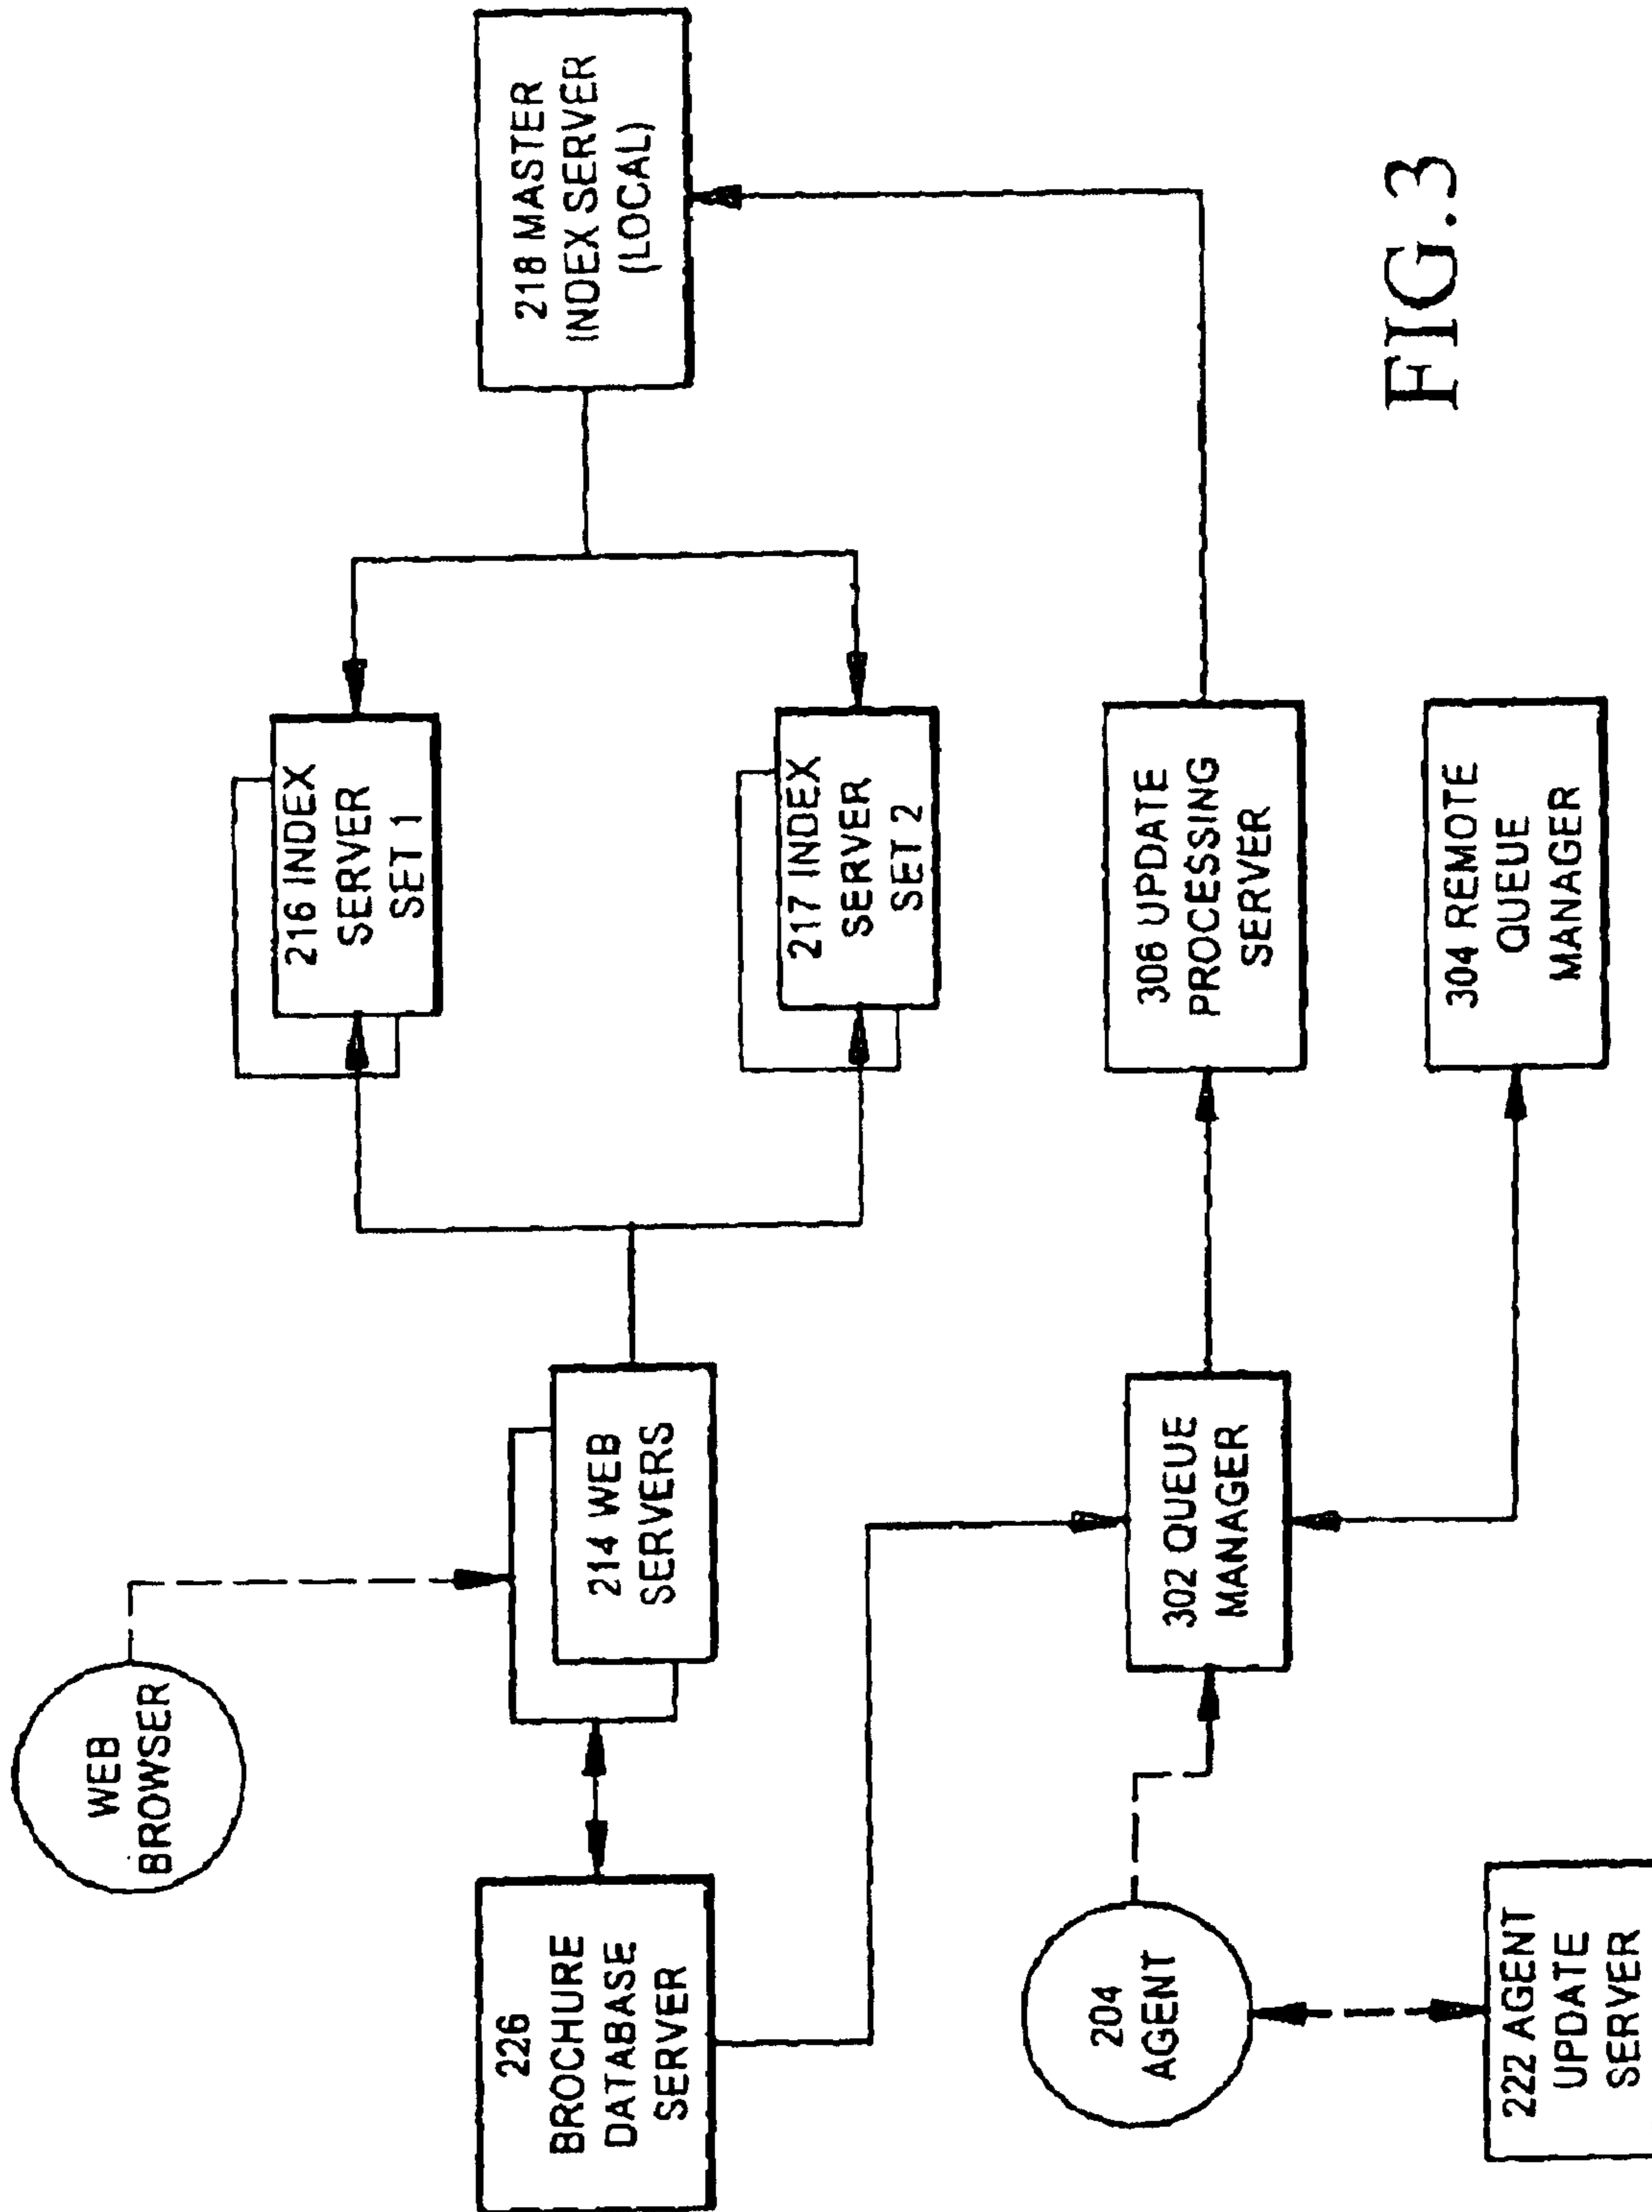 WEB
BROWSER
226
BROCHURE
DATABASE
SERVER
214 WEB
SERVERS
216 INDEX
SERVER
SET 1
217 INDEX
SERVER
SET 2
218 MASTER
INDEX SERVER
(LOCAL)
204
AGENT
222 AGENT
UPDATE
SERVER
302 QUEUE
MANAGER
306 UPDATE
PROCESSING
SERVER
304 REMOTE
QUEUE
MANAGER
FIG.3